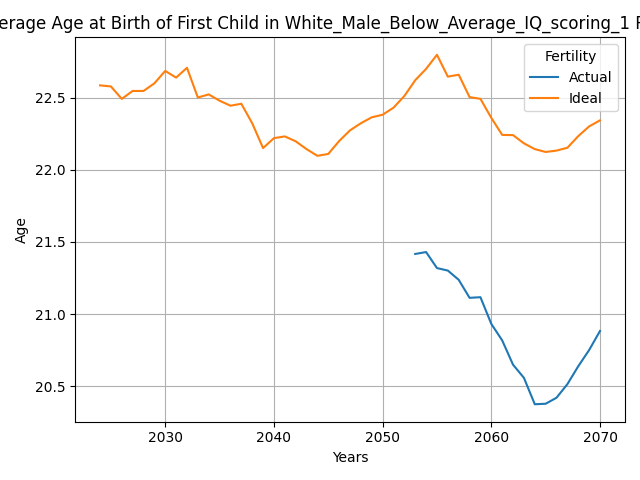 erage Age at Birth of First Child in White_Male_Below_Average_IQ_scoring_1
Fertility
Actual
Ideal
22.5
22.0
21.5
21.0
20.5
Age
2030 2040 2050 2060 2070
Years